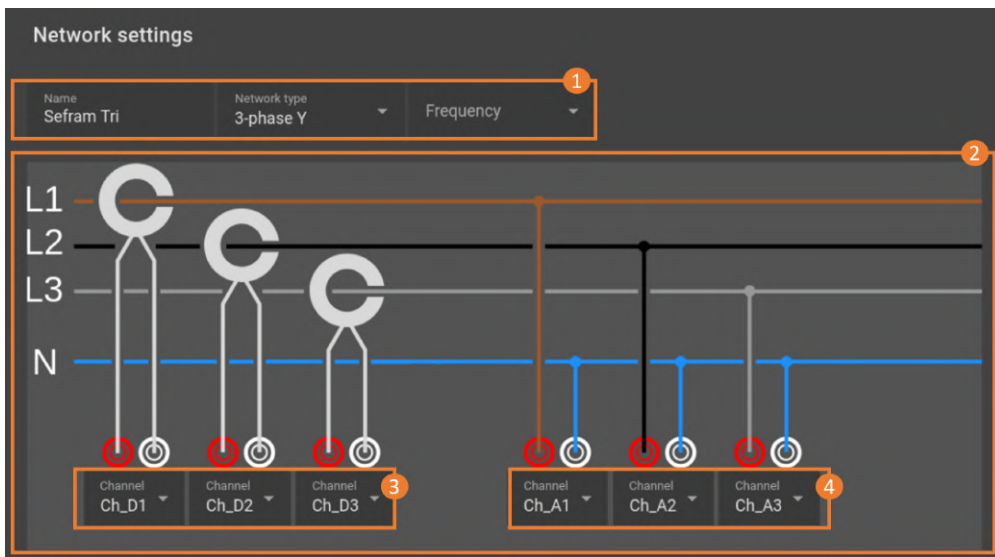 Network settings
1
Name
Sefram Tri
Network type
3-phase Y
Frequency
2
L1
L2
L3
N
Channel
Ch_D1
Channel
Ch_D2
Channel
Ch_D3
3
Channel
Ch_A1
Channel
Ch_A2
Channel
Ch_A3
4